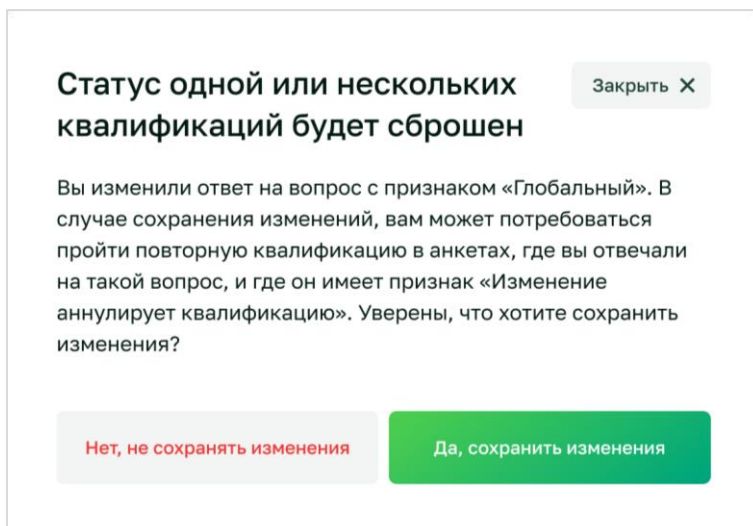 Статус одной или нескольких
квалификаций будет сброшен
Закрыть
Вы изменили ответ на вопрос с признаком «Глобальный». В
случае сохранения изменений, вам может потребоваться
пройти повторную квалификацию в анкетах, где вы отвечали
на такой вопрос, и где он имеет признак «Изменение
аннулирует квалификацию». Уверены, что хотите сохранить
изменения?
Нет, не сохранять изменения
Да, сохранить изменения